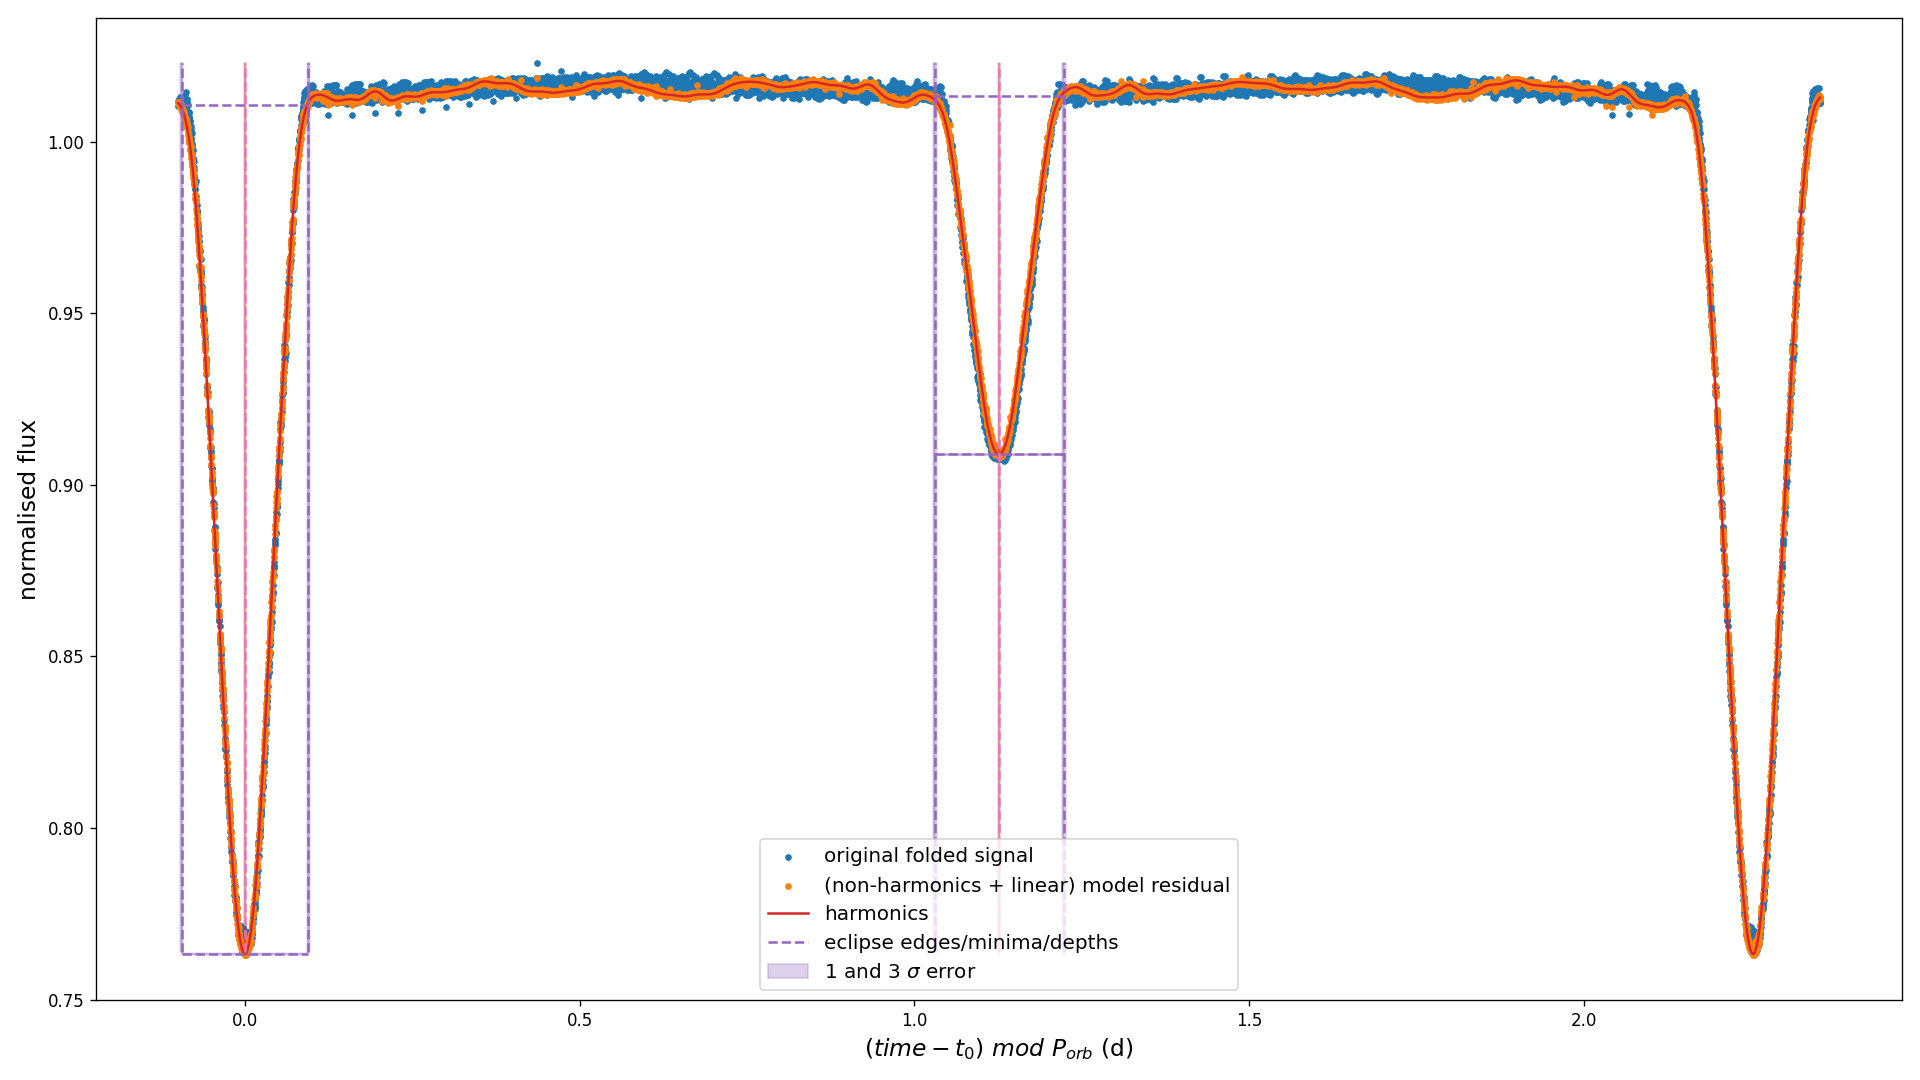 normalised flux
1.00
0.95
0.90
0.85
0.80
0.75
original folded signal
(non-harmonics + linear) model residual
harmonics
eclipse edges/minima/depths
1 and 3 σ error
0.0 0.5 1.0 1.5 2.0
(time − t₀) mod Pₒᵣb (d)